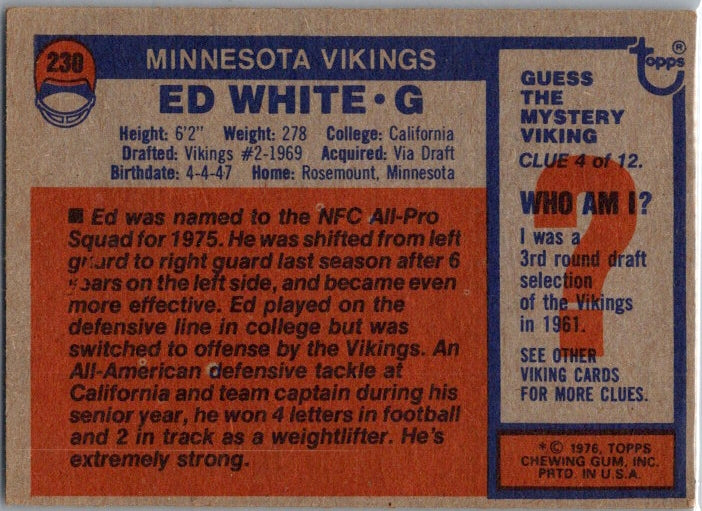 230
MINNESOTA VIKINGS
ED WHITE • G
Height: 6'2" Weight: 278 College: California
Drafted: Vikings #2-1969 Acquired: Via Draft
Birthdate: 4-4-47 Home: Rosemount, Minnesota
■ Ed was named to the NFC All-Pro
Squad for 1975. He was shifted from left
guard to right guard last season after 6
years on the left side, and became even
more effective. Ed played on the
defensive line in college but was
switched to offense by the Vikings. An
All-American defensive tackle at
California and team captain during his
senior year, he won 4 letters in football
and 2 in track as a weightlifter. He's
extremely strong.
topps®
GUESS
THE
MYSTERY
VIKING
CLUE 4 of 12.
?
WHO AM I?
I was a
3rd round draft
selection
of the Vikings
in 1961.
SEE OTHER
VIKING CARDS
FOR MORE CLUES.
* © 1976, TOPPS
CHEWING GUM, INC.
PRTD. IN U.S.A.